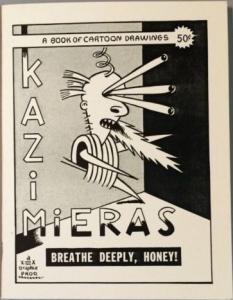 A BOOK OF CARTOON DRAWINGS
50¢
KAZIMIERAS
BREATHE DEEPLY, HONEY!